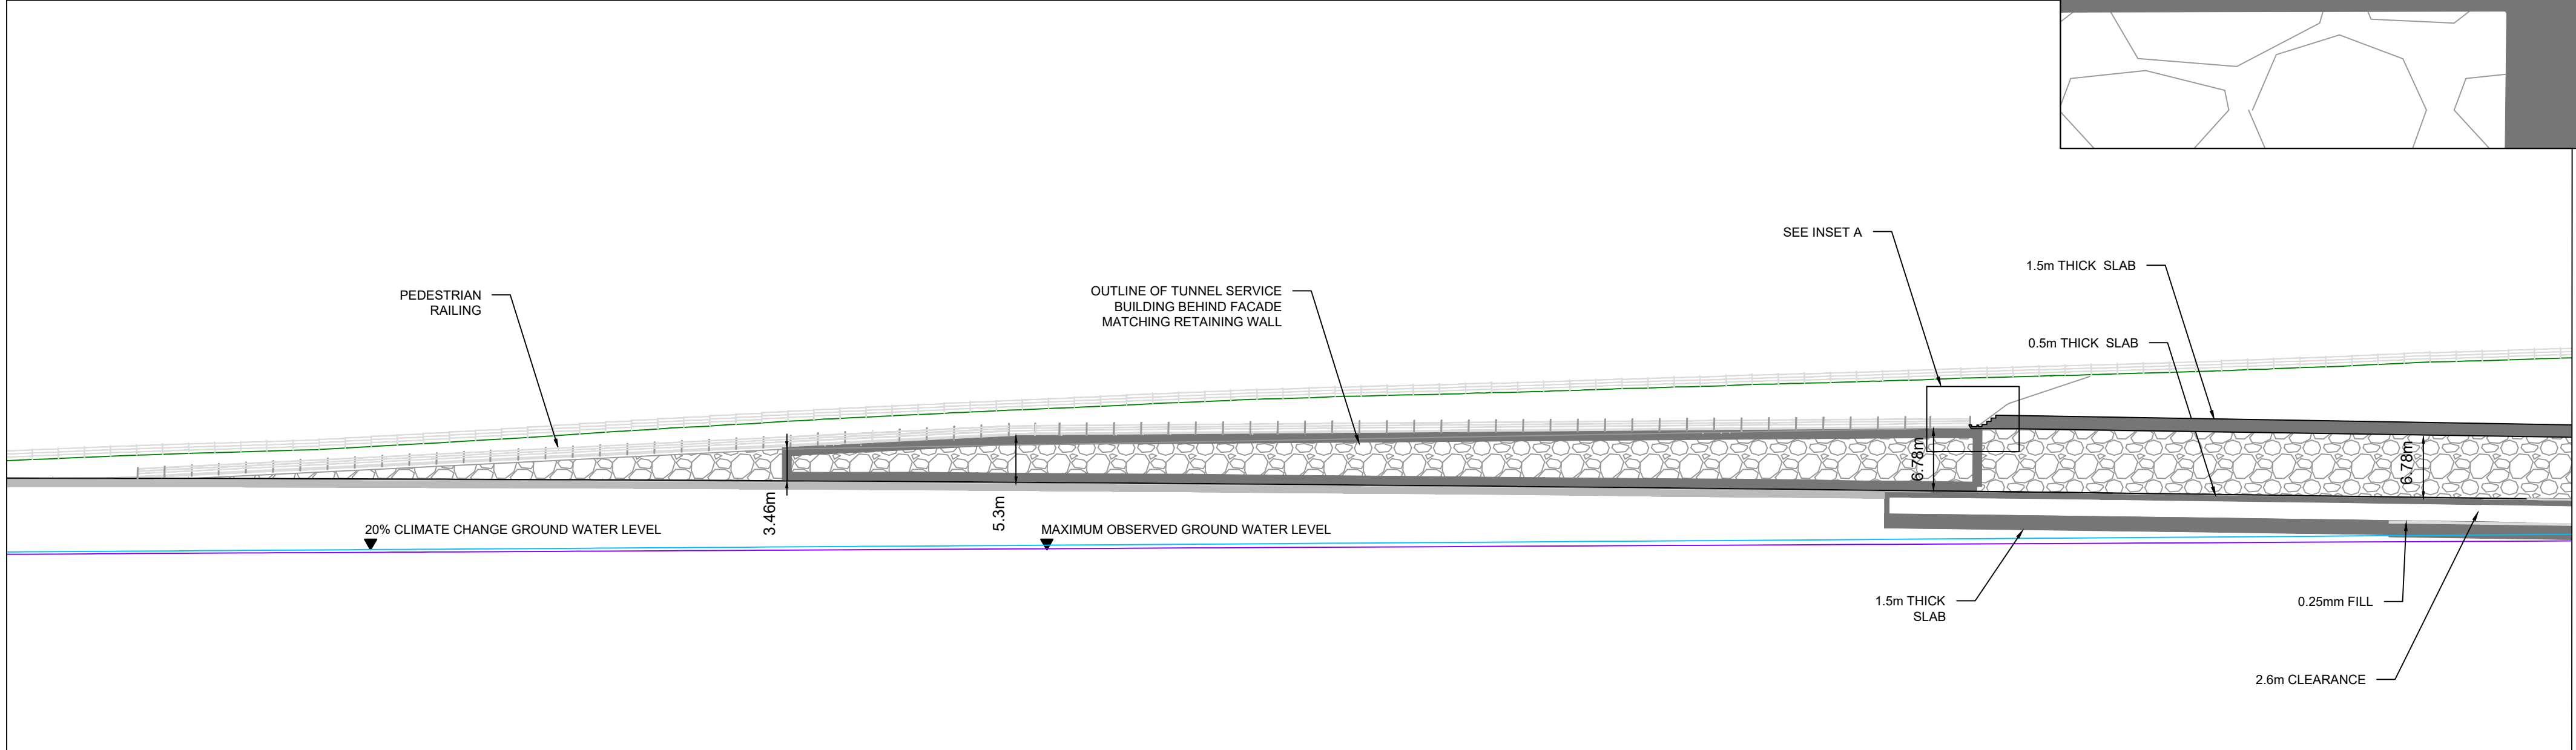 SEE INSET A
1.5m THICK  SLAB
PEDESTRIAN
RAILING
OUTLINE OF TUNNEL SERVICE
BUILDING BEHIND FACADE
MATCHING RETAINING WALL
0.5m THICK  SLAB
6.78m
6.78m
3.46m
5.3m
20% CLIMATE CHANGE GROUND WATER LEVEL
MAXIMUM OBSERVED GROUND WATER LEVEL
1.5m THICK
SLAB
0.25mm FILL
2.6m CLEARANCE